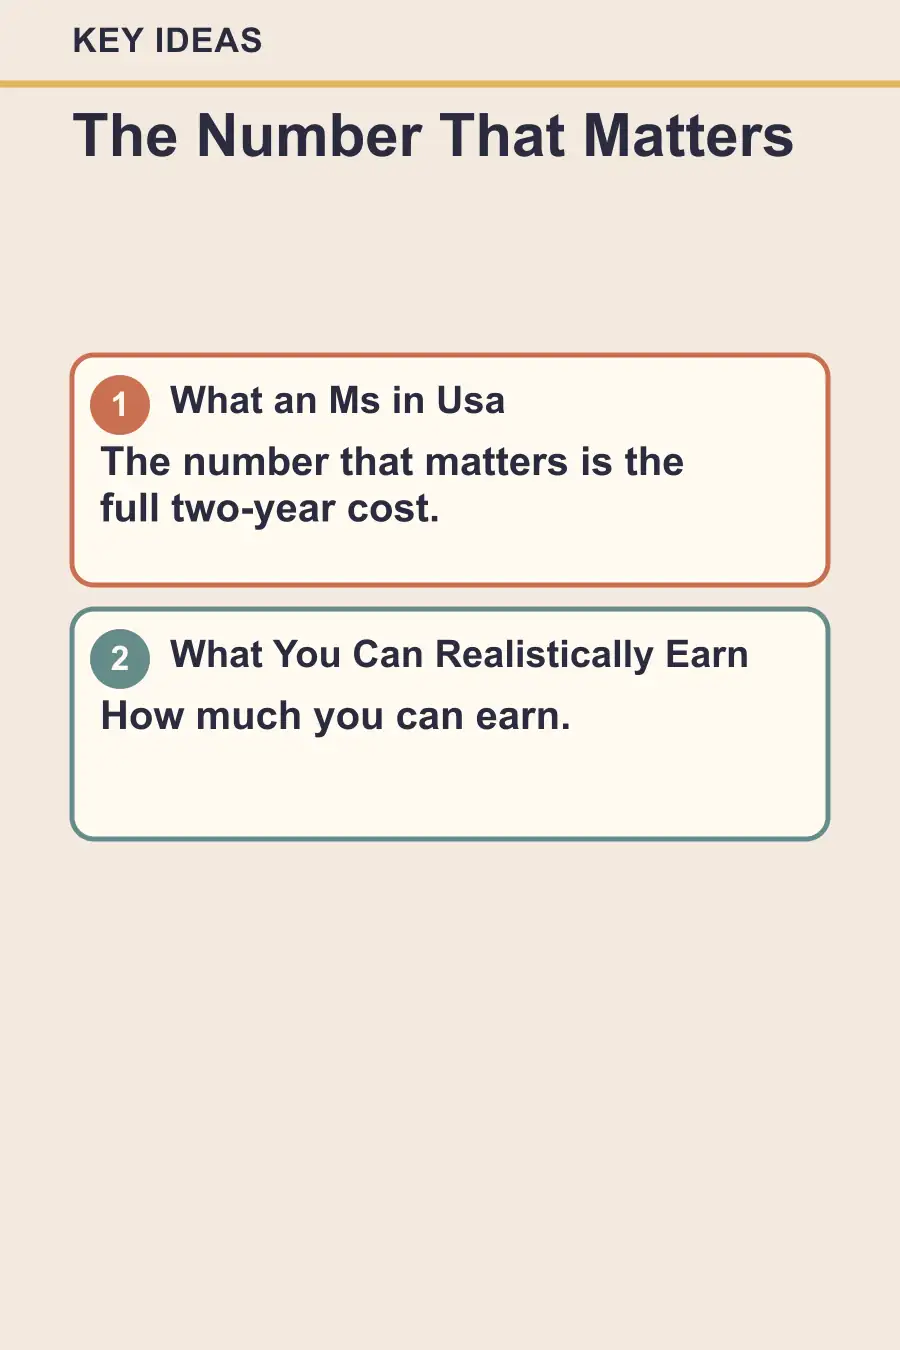 KEY IDEAS
The Number That Matters
1 What an Ms in Usa
The number that matters is the
full two-year cost.
2 What You Can Realistically Earn
How much you can earn.